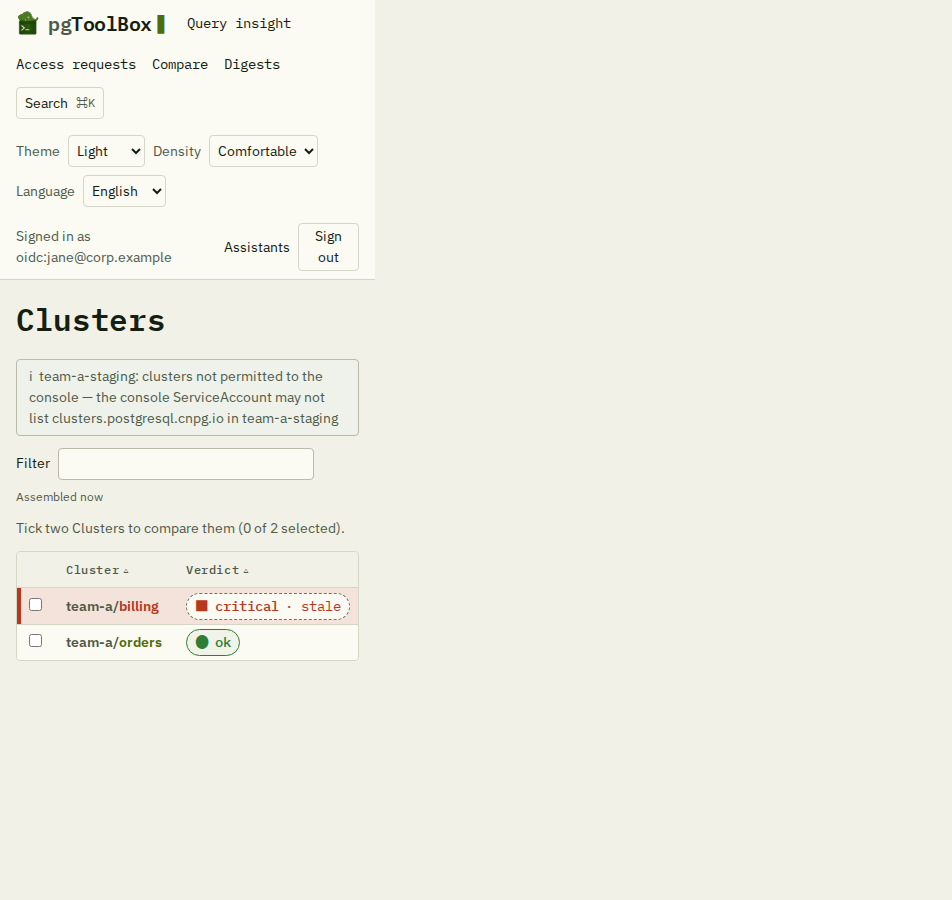 pgToolBox Query insight
Access requests Compare Digests
Search ⌘K
Theme Light Density Comfortable
Language English
Signed in as
oidc:jane@corp.example
Assistants
Sign
out
Clusters
i team-a-staging: clusters not permitted to the
console — the console ServiceAccount may not
list clusters.postgresql.cnpg.io in team-a-staging
Filter
Assembled now
Tick two Clusters to compare them (0 of 2 selected).
Cluster Verdict
team-a/billing critical · stale
team-a/orders ok